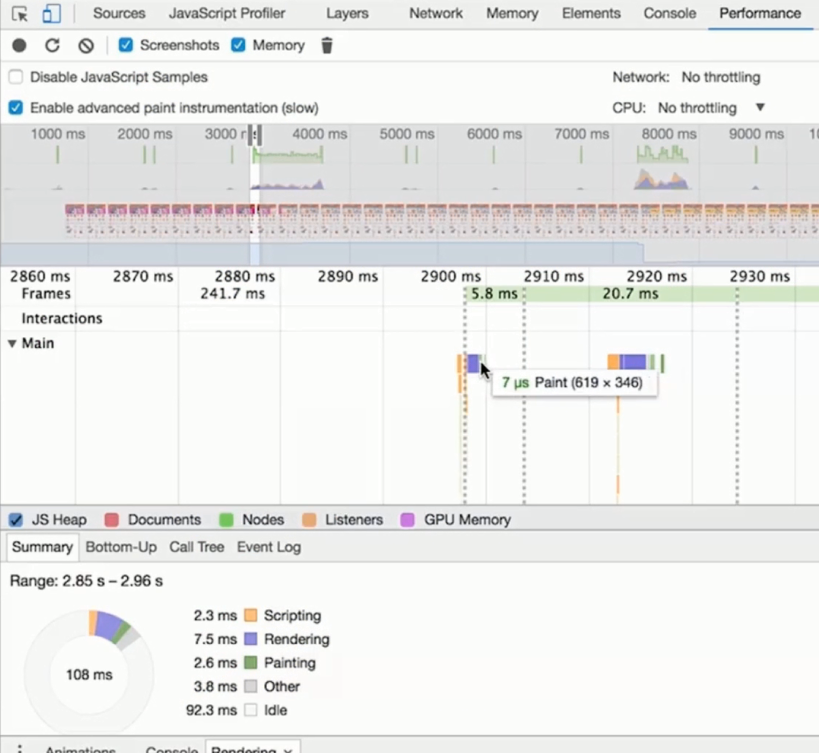 Sources JavaScript Profiler Layers Network Memory Elements Console Performance
Screenshots Memory
Disable JavaScript Samples Network: No throttling
Enable advanced paint instrumentation (slow) CPU: No throttling ▼
1000 ms 2000 ms 3000 4000 ms 5000 ms 6000 ms 7000 ms 8000 ms 9000 ms
2860 ms 2870 ms 2880 ms 2890 ms 2900 ms 2910 ms 2920 ms 2930 ms
Frames 241.7 ms 5.8 ms 20.7 ms
Interactions
▼ Main
7 µs Paint (619 × 346)
JS Heap Documents Nodes Listeners GPU Memory
Summary Bottom-Up Call Tree Event Log
Range: 2.85 s – 2.96 s
2.3 ms Scripting
7.5 ms Rendering
108 ms 2.6 ms Painting
3.8 ms Other
92.3 ms Idle
Animations Console Rendering ×